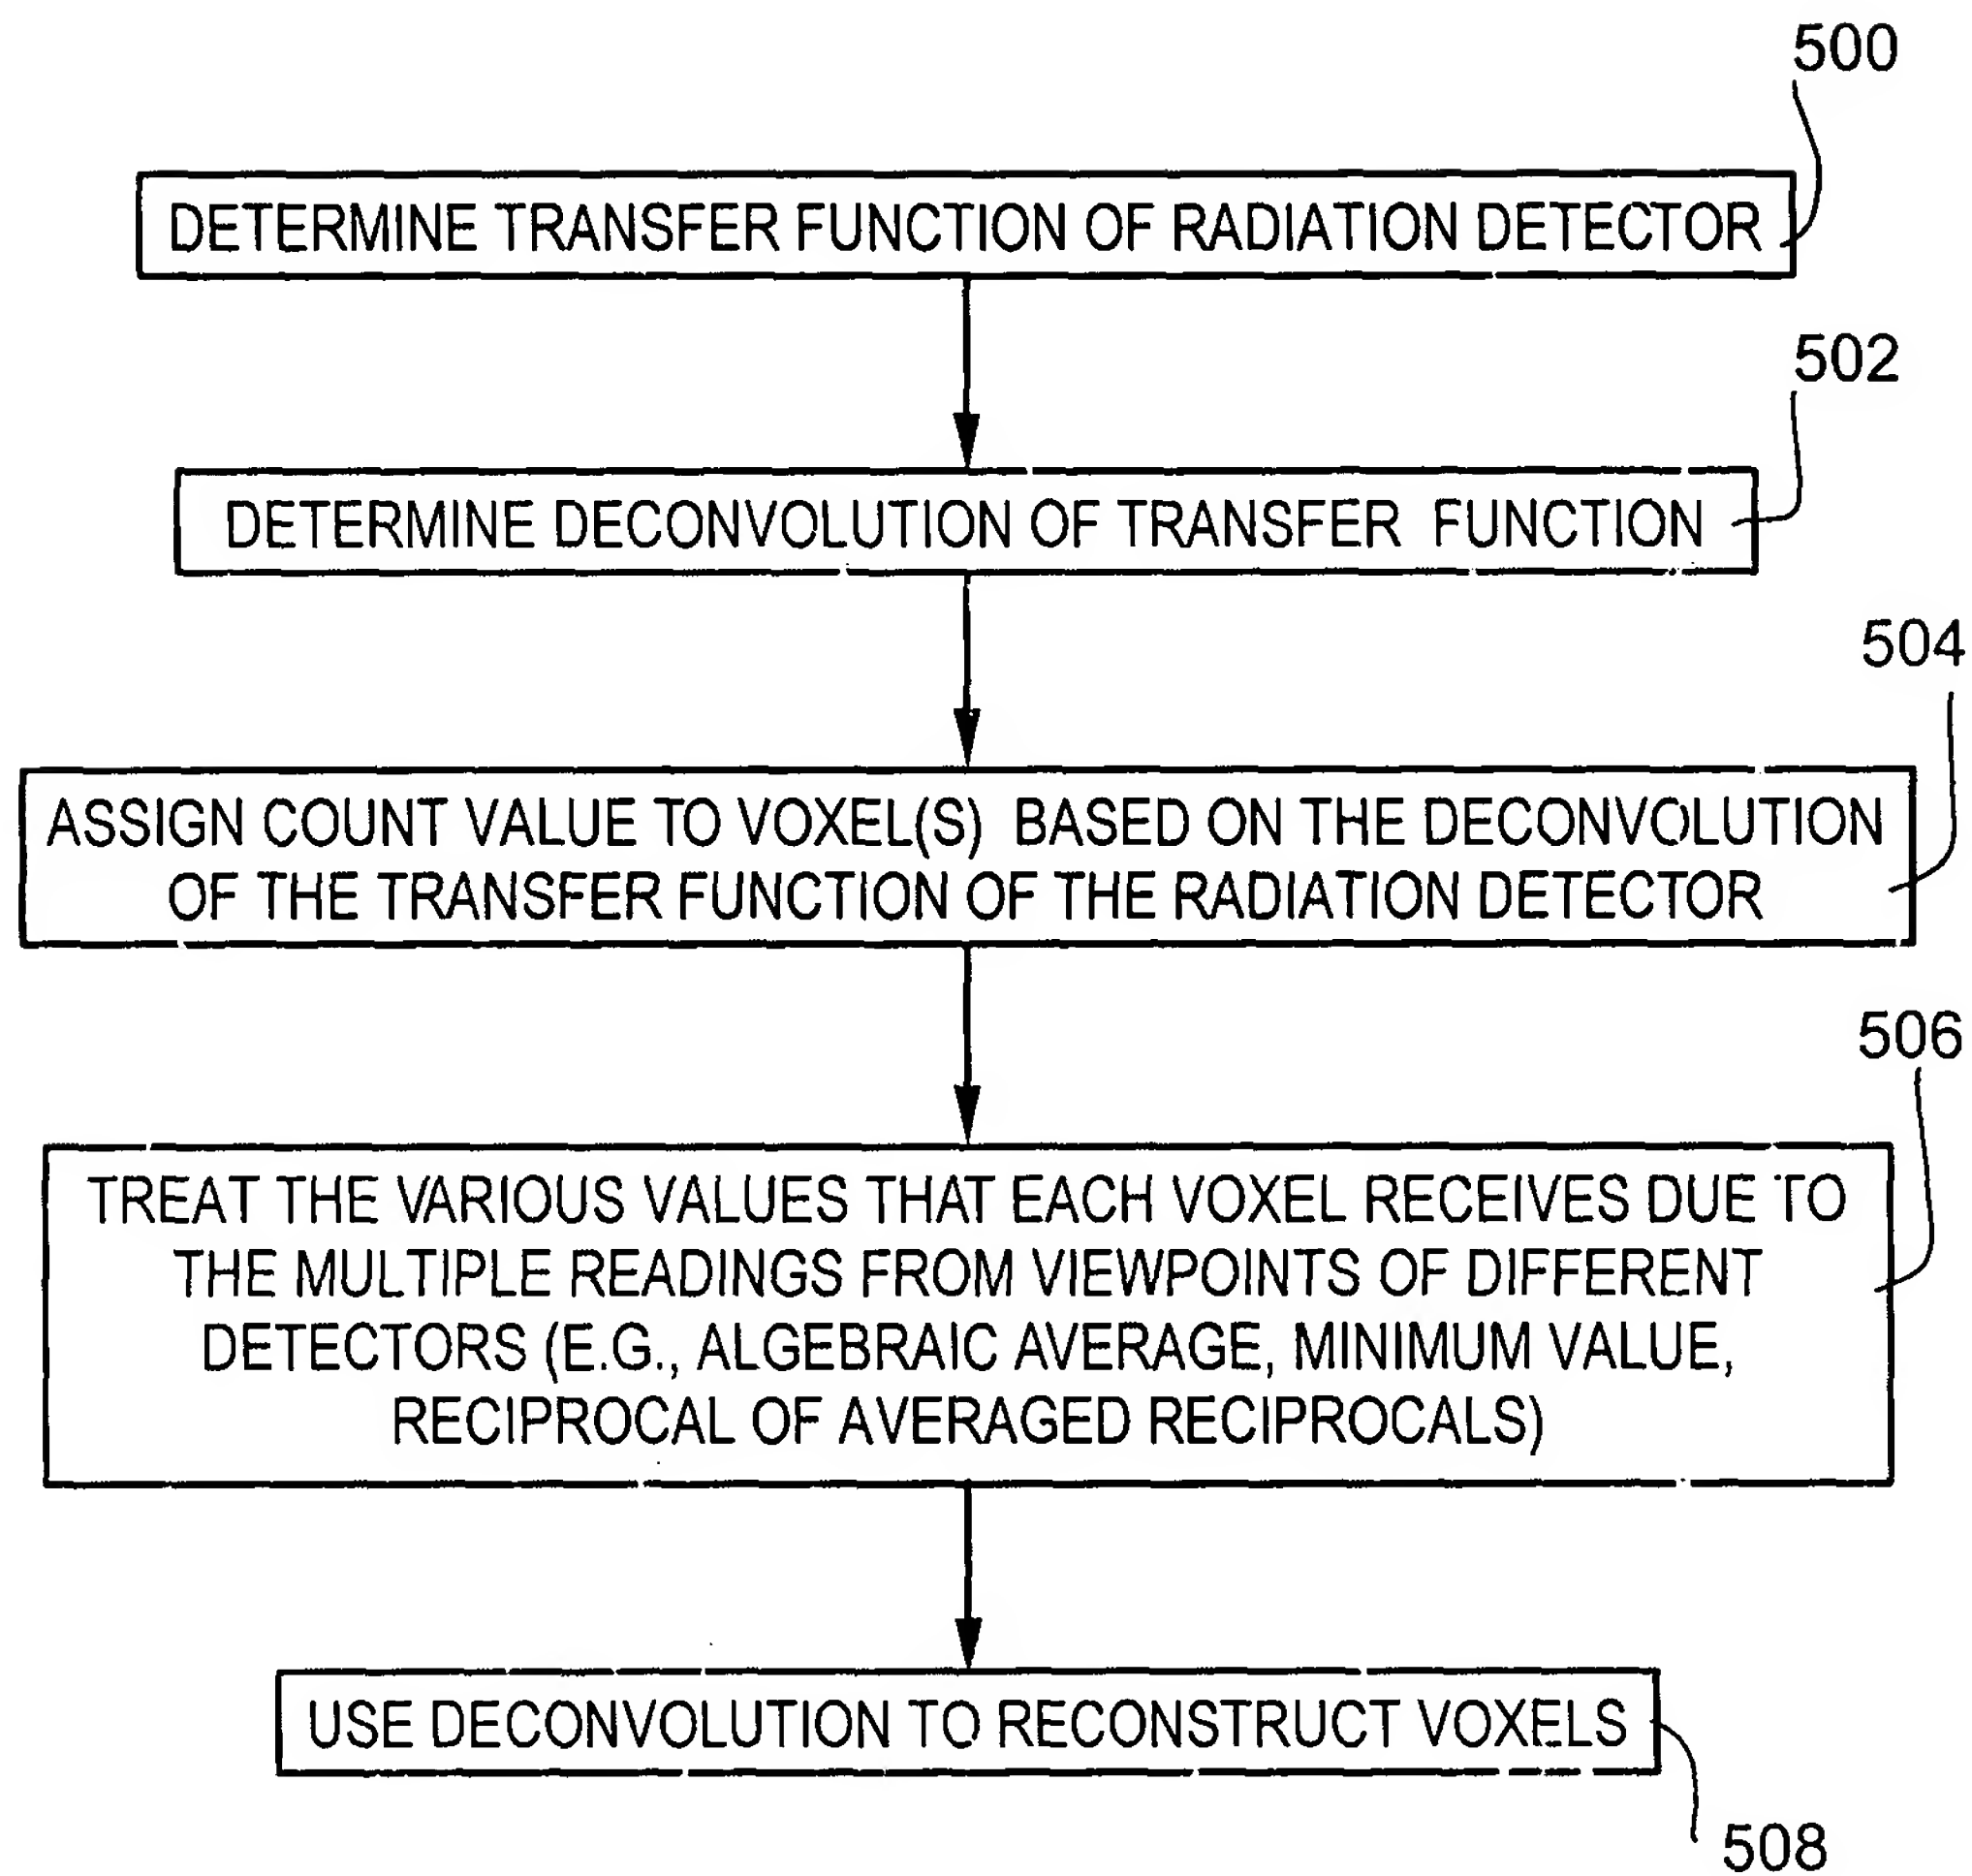 500
DETERMINE TRANSFER FUNCTION OF RADIATION DETECTOR
502
DETERMINE DECONVOLUTION OF TRANSFER FUNCTION
504
ASSIGN COUNT VALUE TO VOXEL(S) BASED ON THE DECONVOLUTION
OF THE TRANSFER FUNCTION OF THE RADIATION DETECTOR
506
TREAT THE VARIOUS VALUES THAT EACH VOXEL RECEIVES DUE TO
THE MULTIPLE READINGS FROM VIEWPOINTS OF DIFFERENT
DETECTORS (E.G., ALGEBRAIC AVERAGE, MINIMUM VALUE,
RECIPROCAL OF AVERAGED RECIPROCALS)
USE DECONVOLUTION TO RECONSTRUCT VOXELS
508